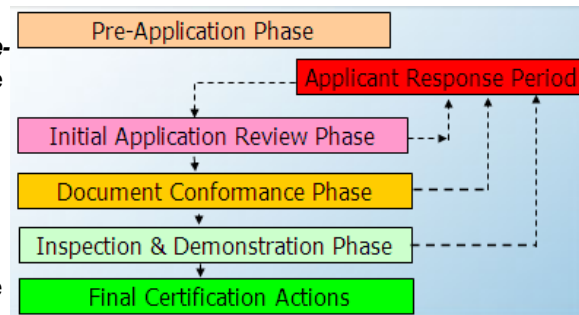 Pre-Application Phase
e-
e
Applicant Response Period
Initial Application Review Phase
Document Conformance Phase
Inspection & Demonstration Phase
e
Final Certification Actions